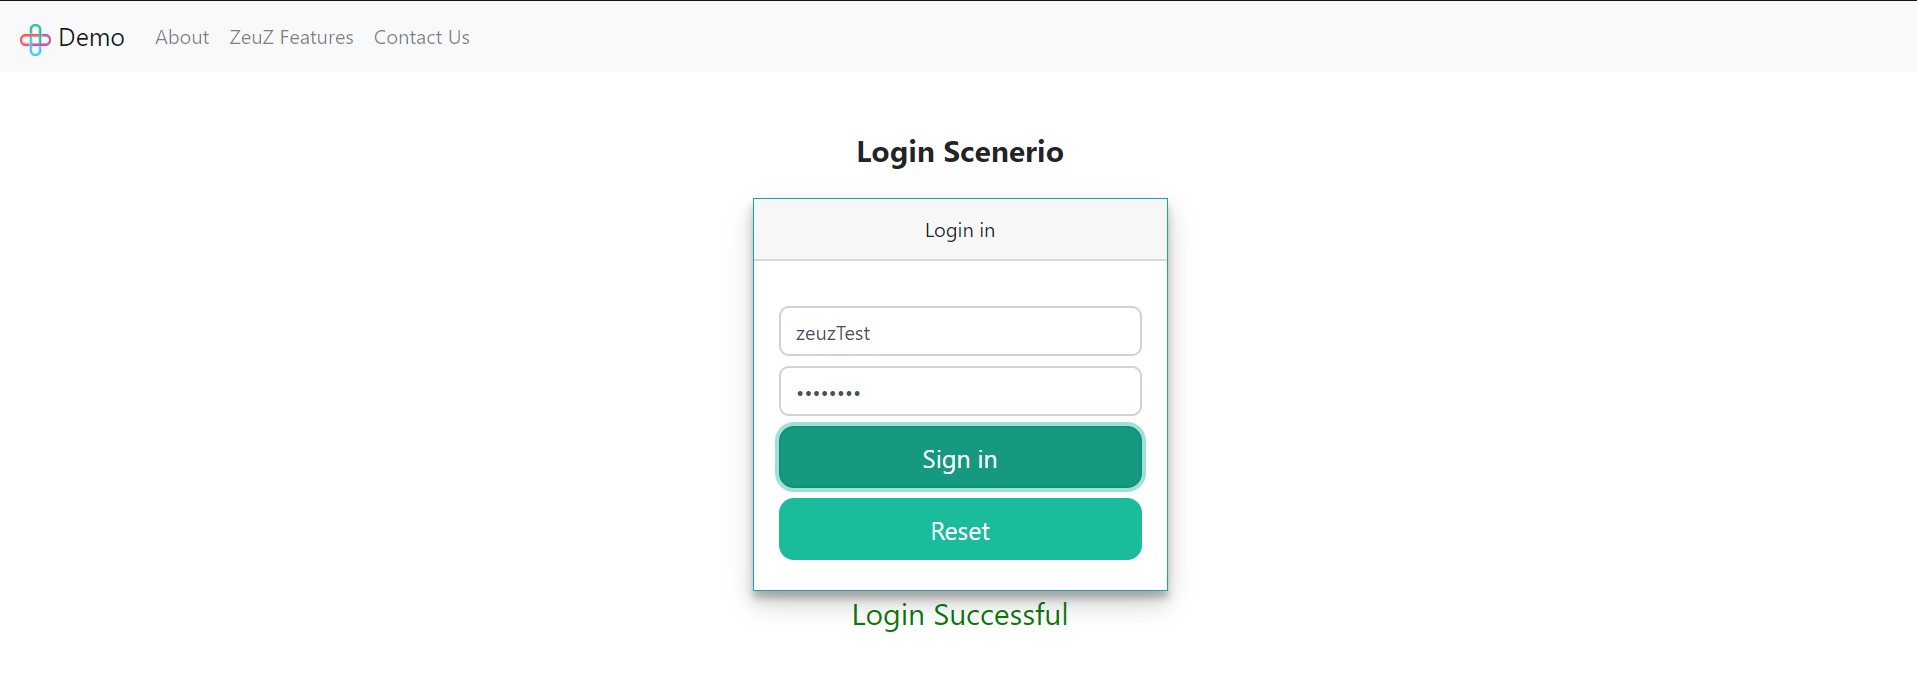 Demo About ZeuZ Features Contact Us
Login Scenerio
Login in
zeuzTest
••••••••
Sign in
Reset
Login Successful